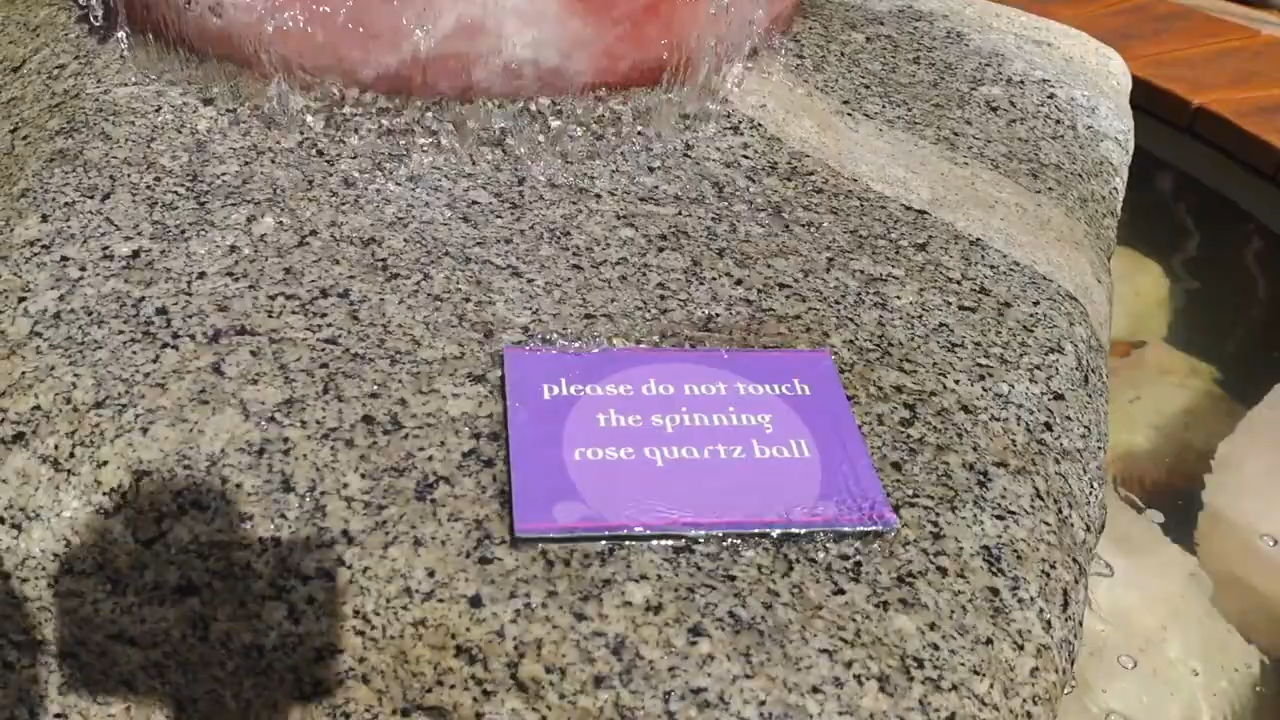 please do not touch
the spinning
rose quartz ball